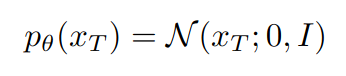 p_θ(x_T) = 𝒩(x_T; 0, I)